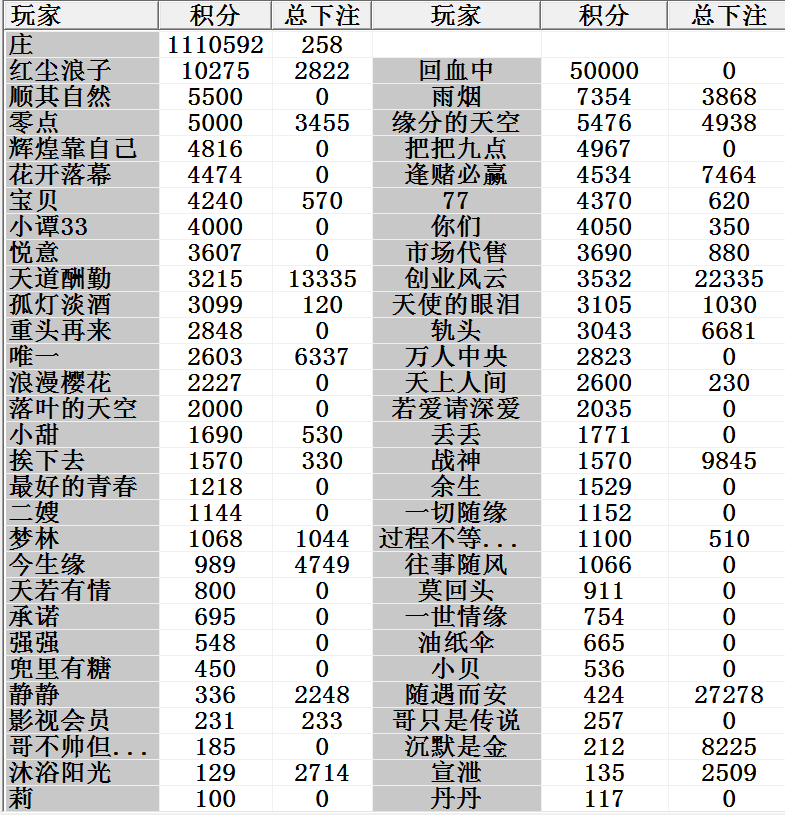 玩家 积分 总下注 玩家 积分 总下注
庄 1110592 258
红尘浪子 10275 2822 回血中 50000 0
顺其自然 5500 0 雨烟 7354 3868
零点 5000 3455 缘分的天空 5476 4938
辉煌靠自己 4816 0 把把九点 4967 0
花开落幕 4474 0 逢赌必赢 4534 7464
宝贝 4240 570 77 4370 620
小谭33 4000 0 你们 4050 350
悦意 3607 0 市场代售 3690 880
天道酬勤 3215 13335 创业风云 3532 22335
孤灯淡酒 3099 120 天使的眼泪 3105 1030
重头再来 2848 0 轨头 3043 6681
唯一 2603 6337 万人中央 2823 0
浪漫樱花 2227 0 天上人间 2600 230
落叶的天空 2000 0 若爱请深爱 2035 0
小甜 1690 530 丢丢 1771 0
挨下去 1570 330 战神 1570 9845
最好的青春 1218 0 余生 1529 0
二嫂 1144 0 一切随缘 1152 0
梦林 1068 1044 过程不等... 1100 510
今生缘 989 4749 往事随风 1066 0
天若有情 800 0 莫回头 911 0
承诺 695 0 一世情缘 754 0
强强 548 0 油纸伞 665 0
兜里有糖 450 0 小贝 536 0
静静 336 2248 随遇而安 424 27278
影视会员 231 233 哥只是传说 257 0
哥不帅但... 185 0 沉默是金 212 8225
沐浴阳光 129 2714 宣泄 135 2509
莉 100 0 丹丹 117 0